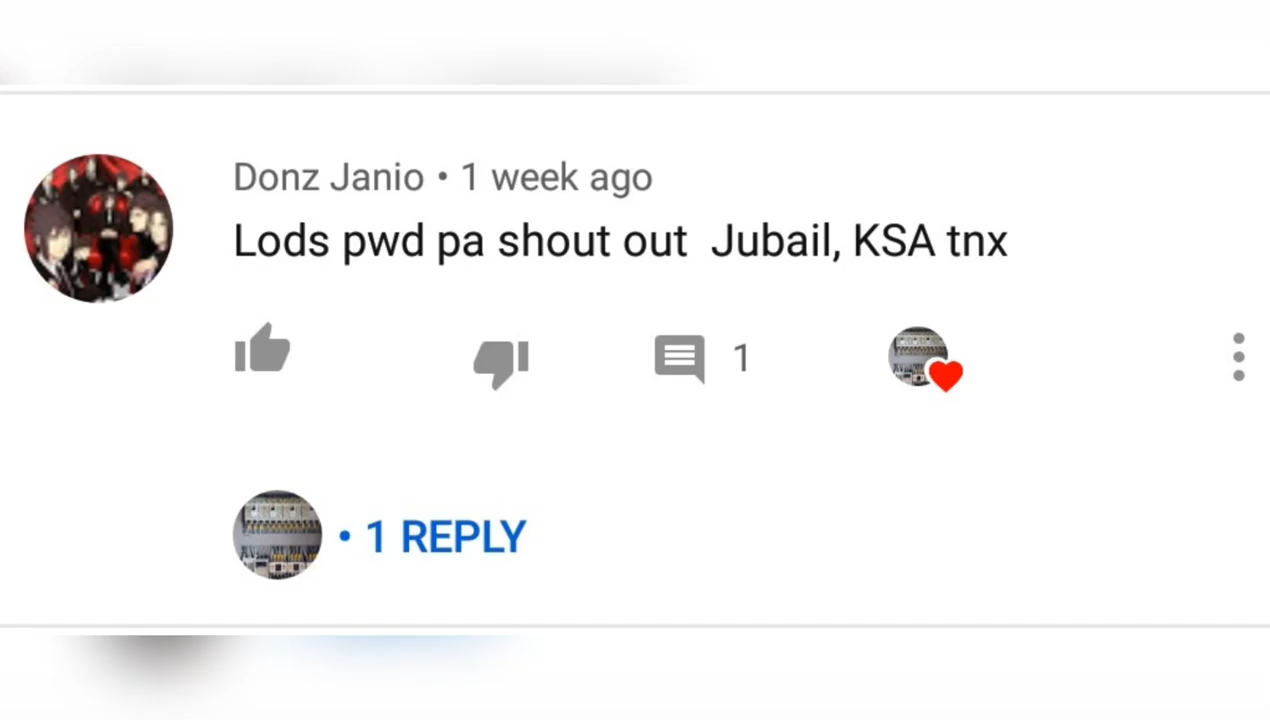 Donz Janio • 1 week ago
Lods pwd pa shout out  Jubail, KSA tnx
1
• 1 REPLY